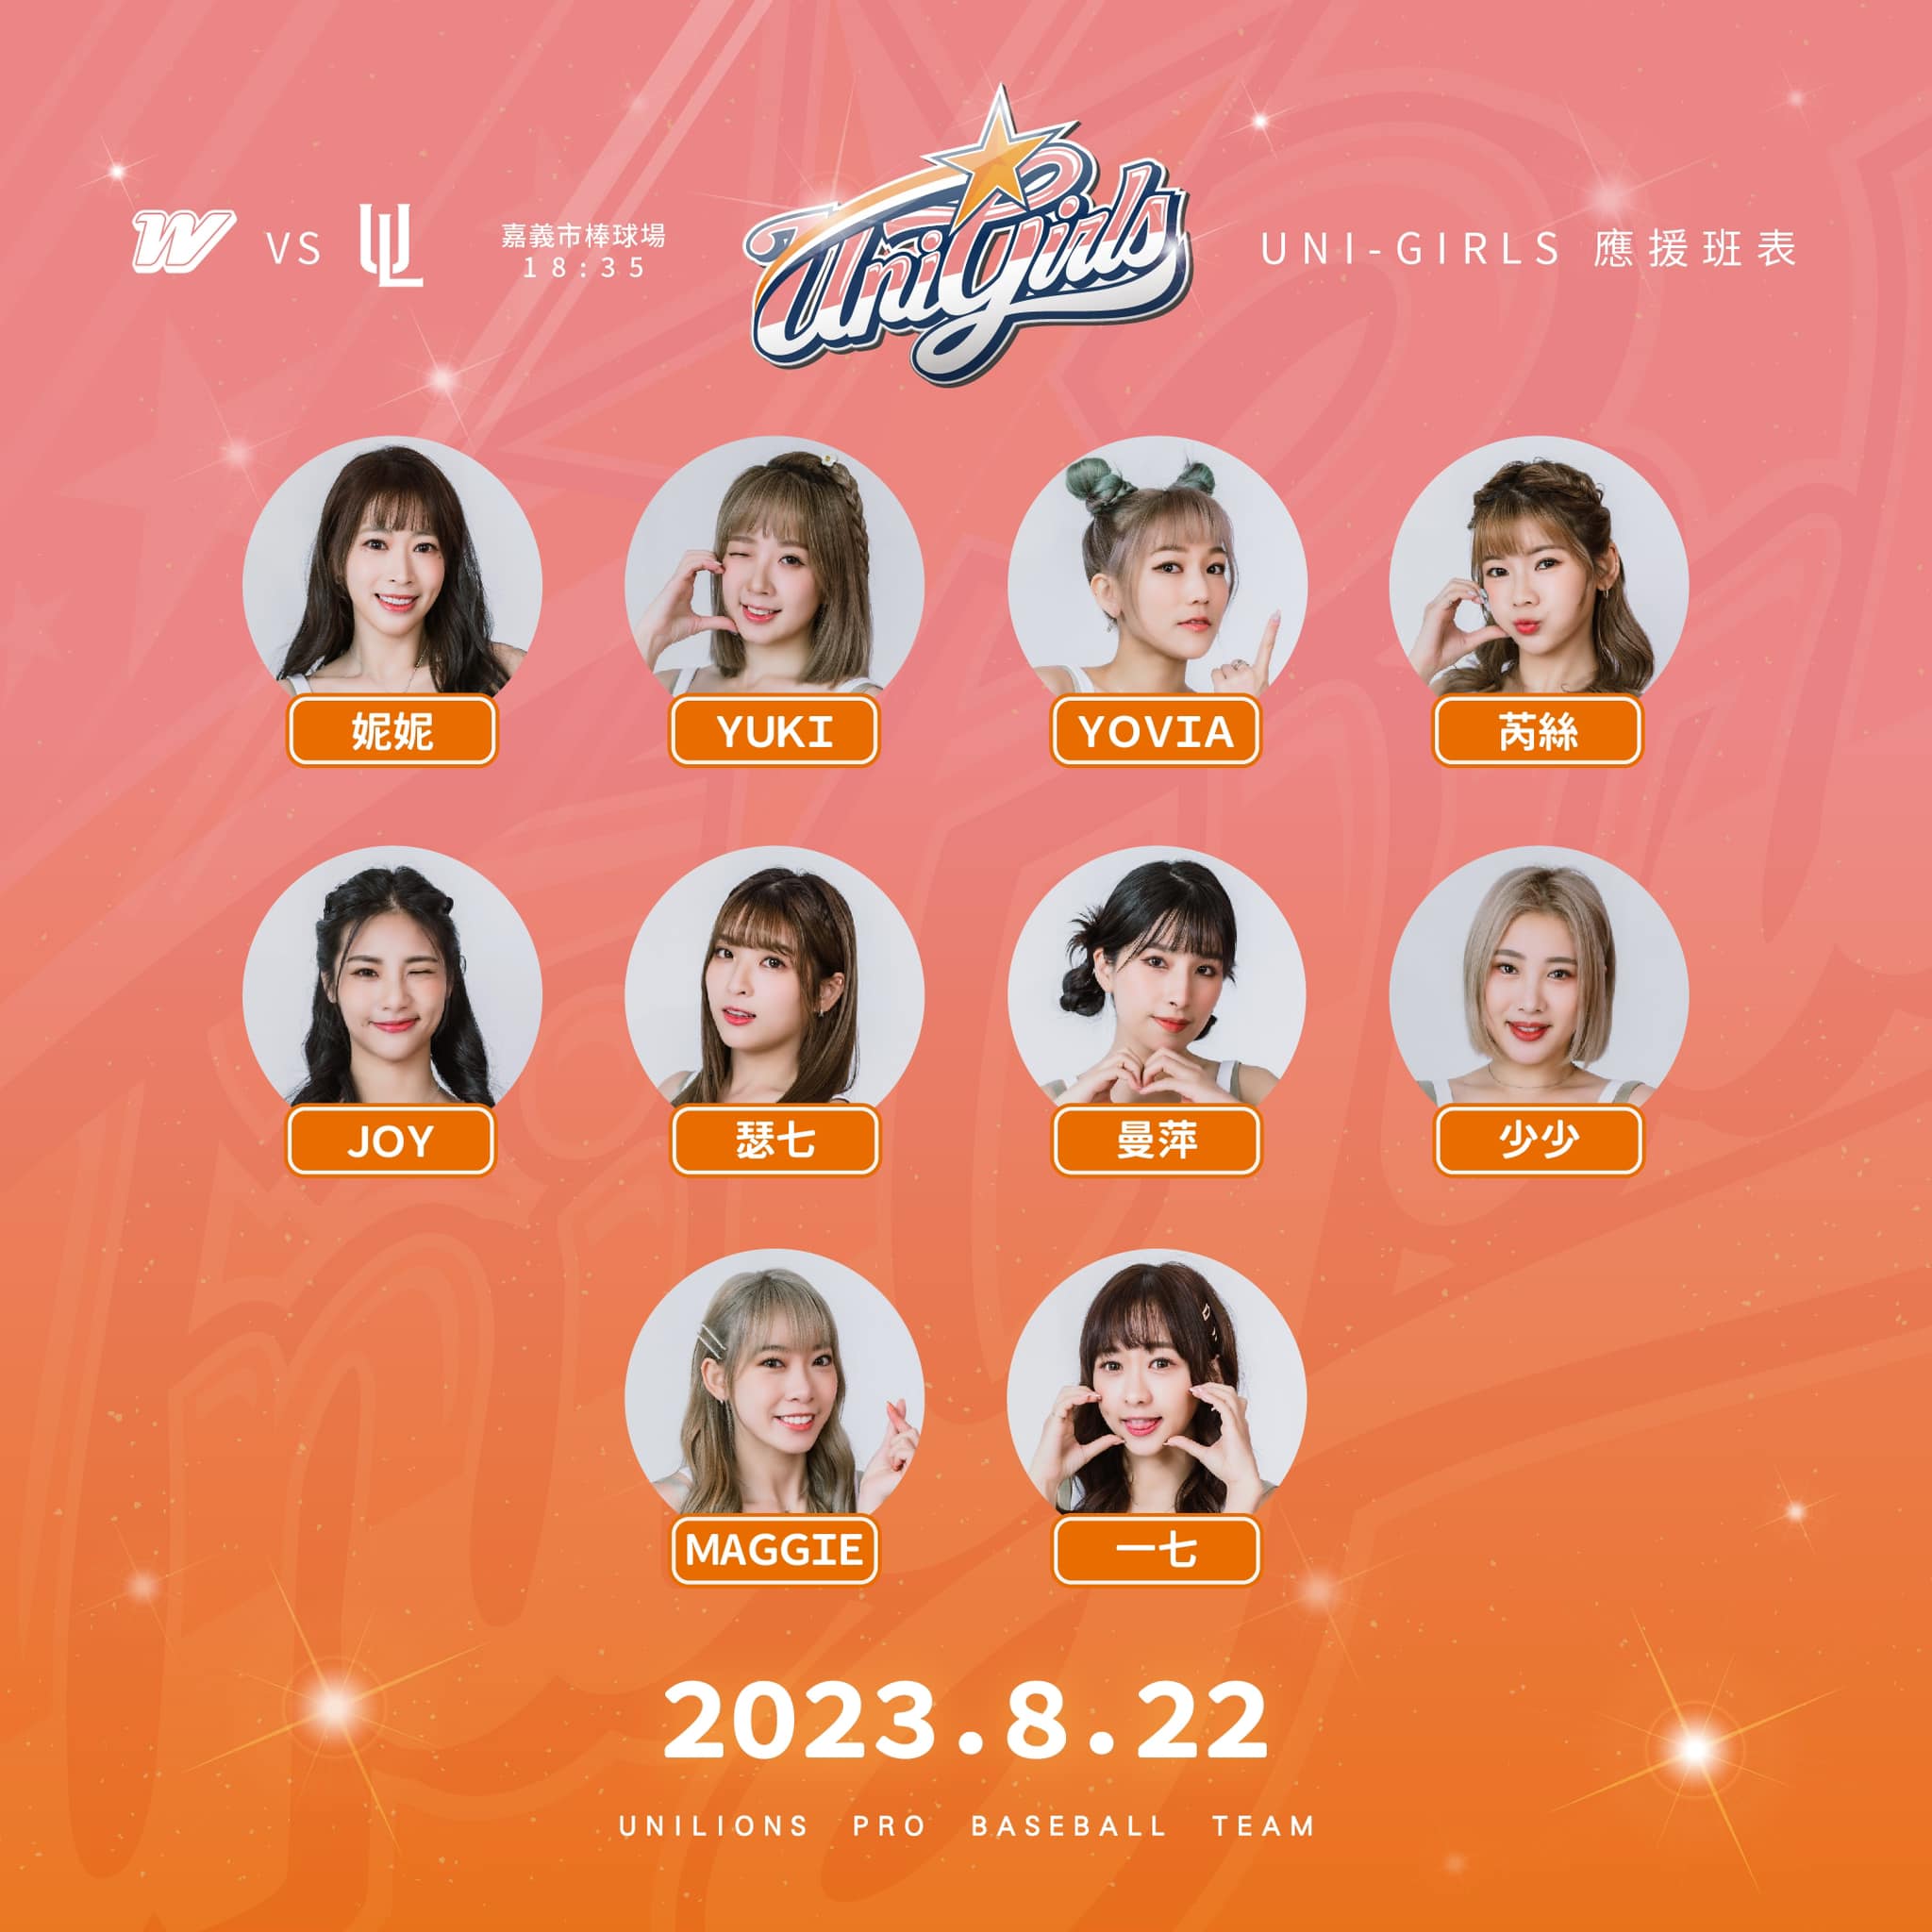 W VS UL
嘉義市棒球場
18:35
UniGirls
UNI-GIRLS 應援班表
妮妮 YUKI YOVIA 芮絲
JOY 瑟七 曼萍 少少
MAGGIE 一七
2023.8.22
UNILIONS PRO BASEBALL TEAM